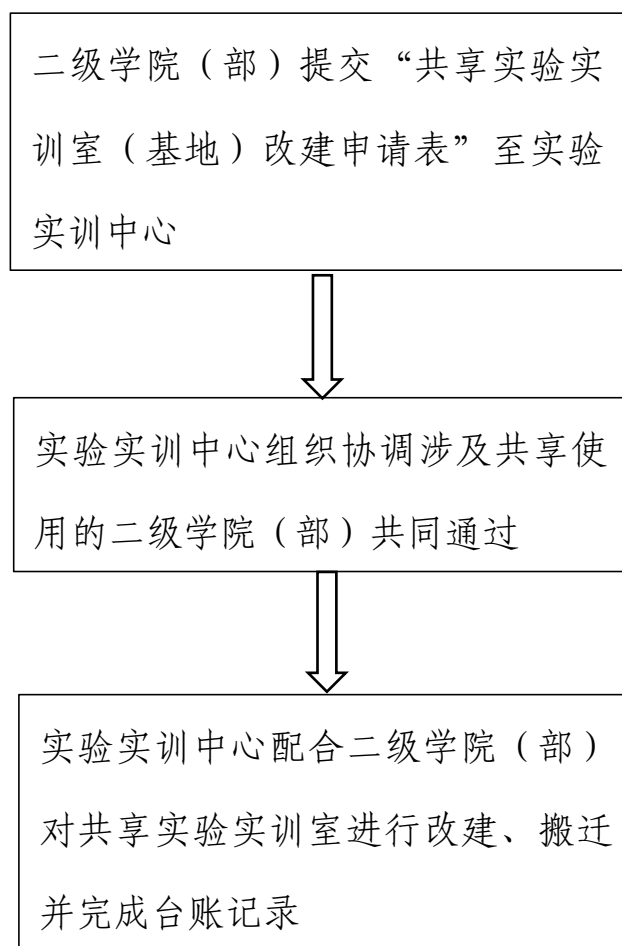 二级学院（部）提交“共享实验实
训室（基地）改建申请表”至实验
实训中心
实验实训中心组织协调涉及共享使
用的二级学院（部）共同通过
实验实训中心配合二级学院（部）
对共享实验实训室进行改建、搬迁
并完成台账记录